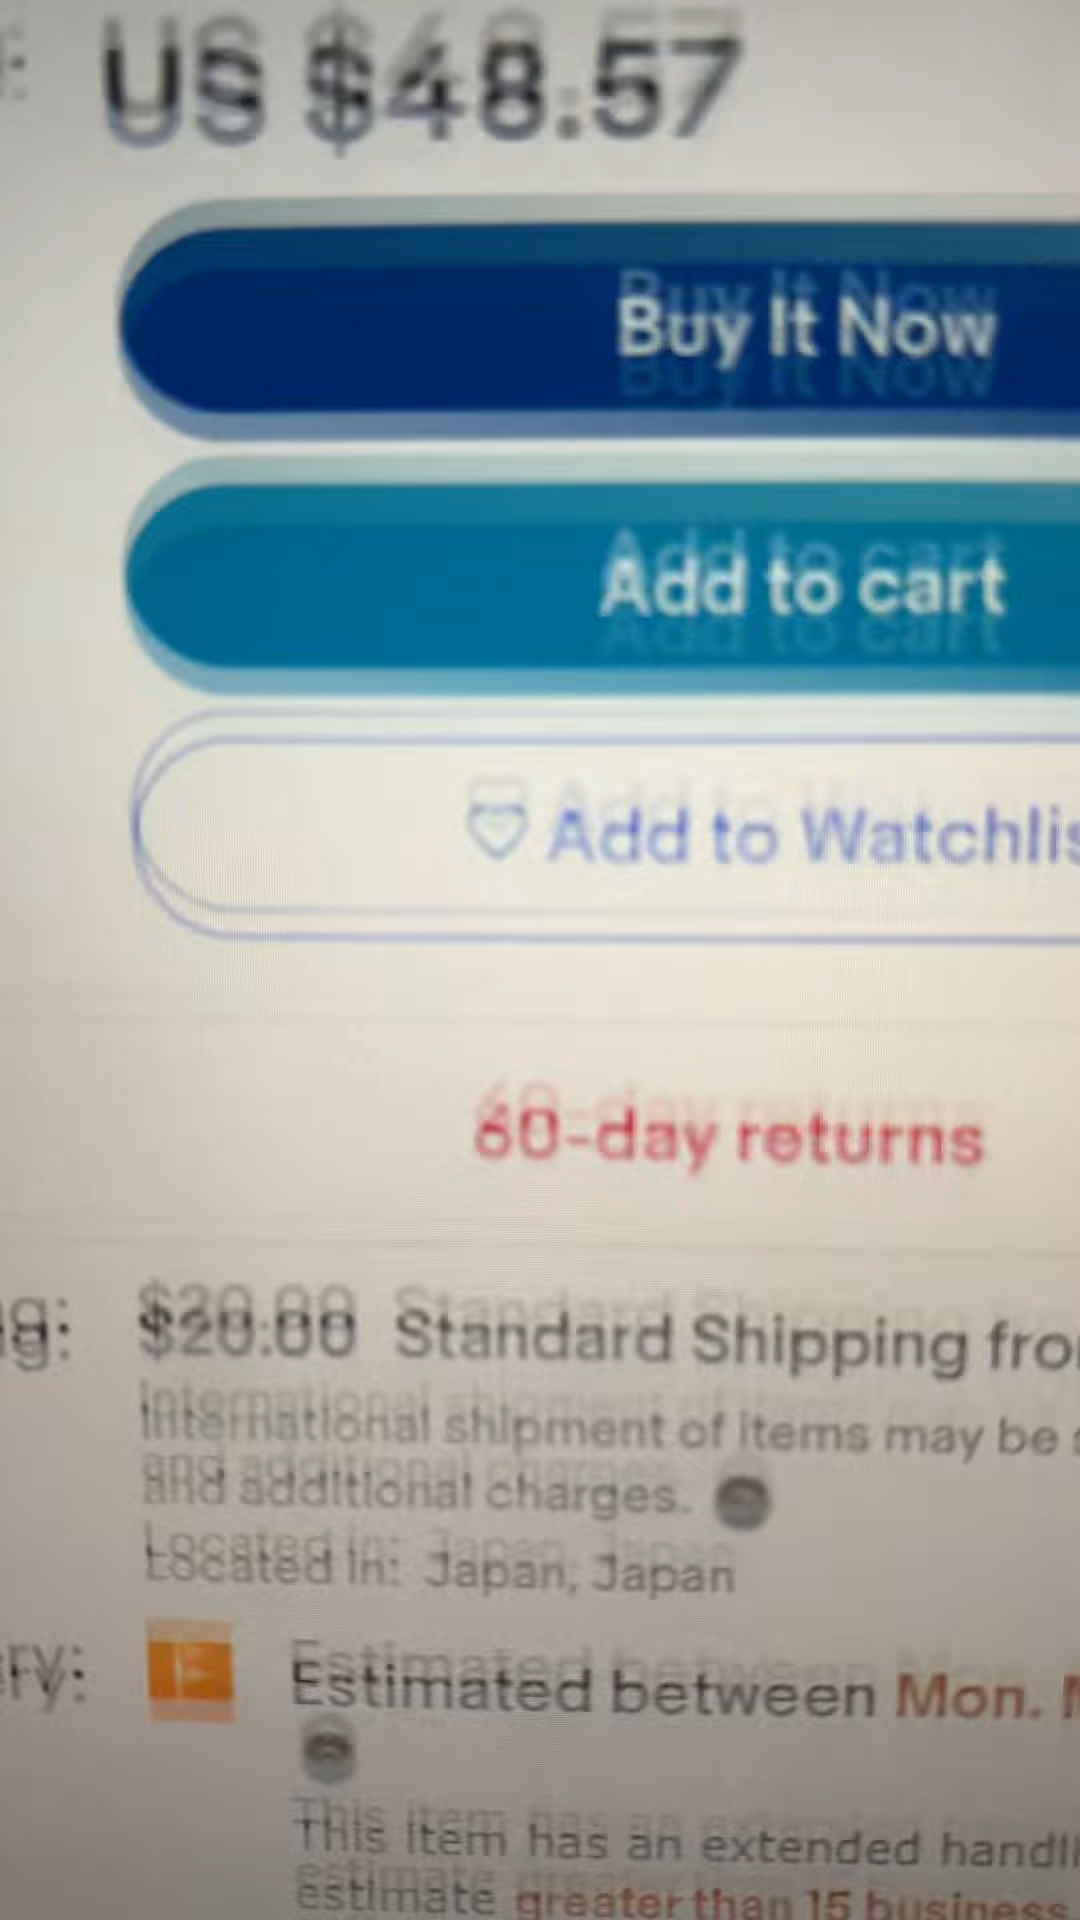 US $48.57
Buy It Now
Add to cart
Add to Watchlis
60-day returns
g: $20.00 Standard Shipping fro
International shipment of items may be s
and additional charges.
Located in: Japan, Japan
ry: Estimated between Mon. M
This item has an extended handli
estimate greater than 15 business